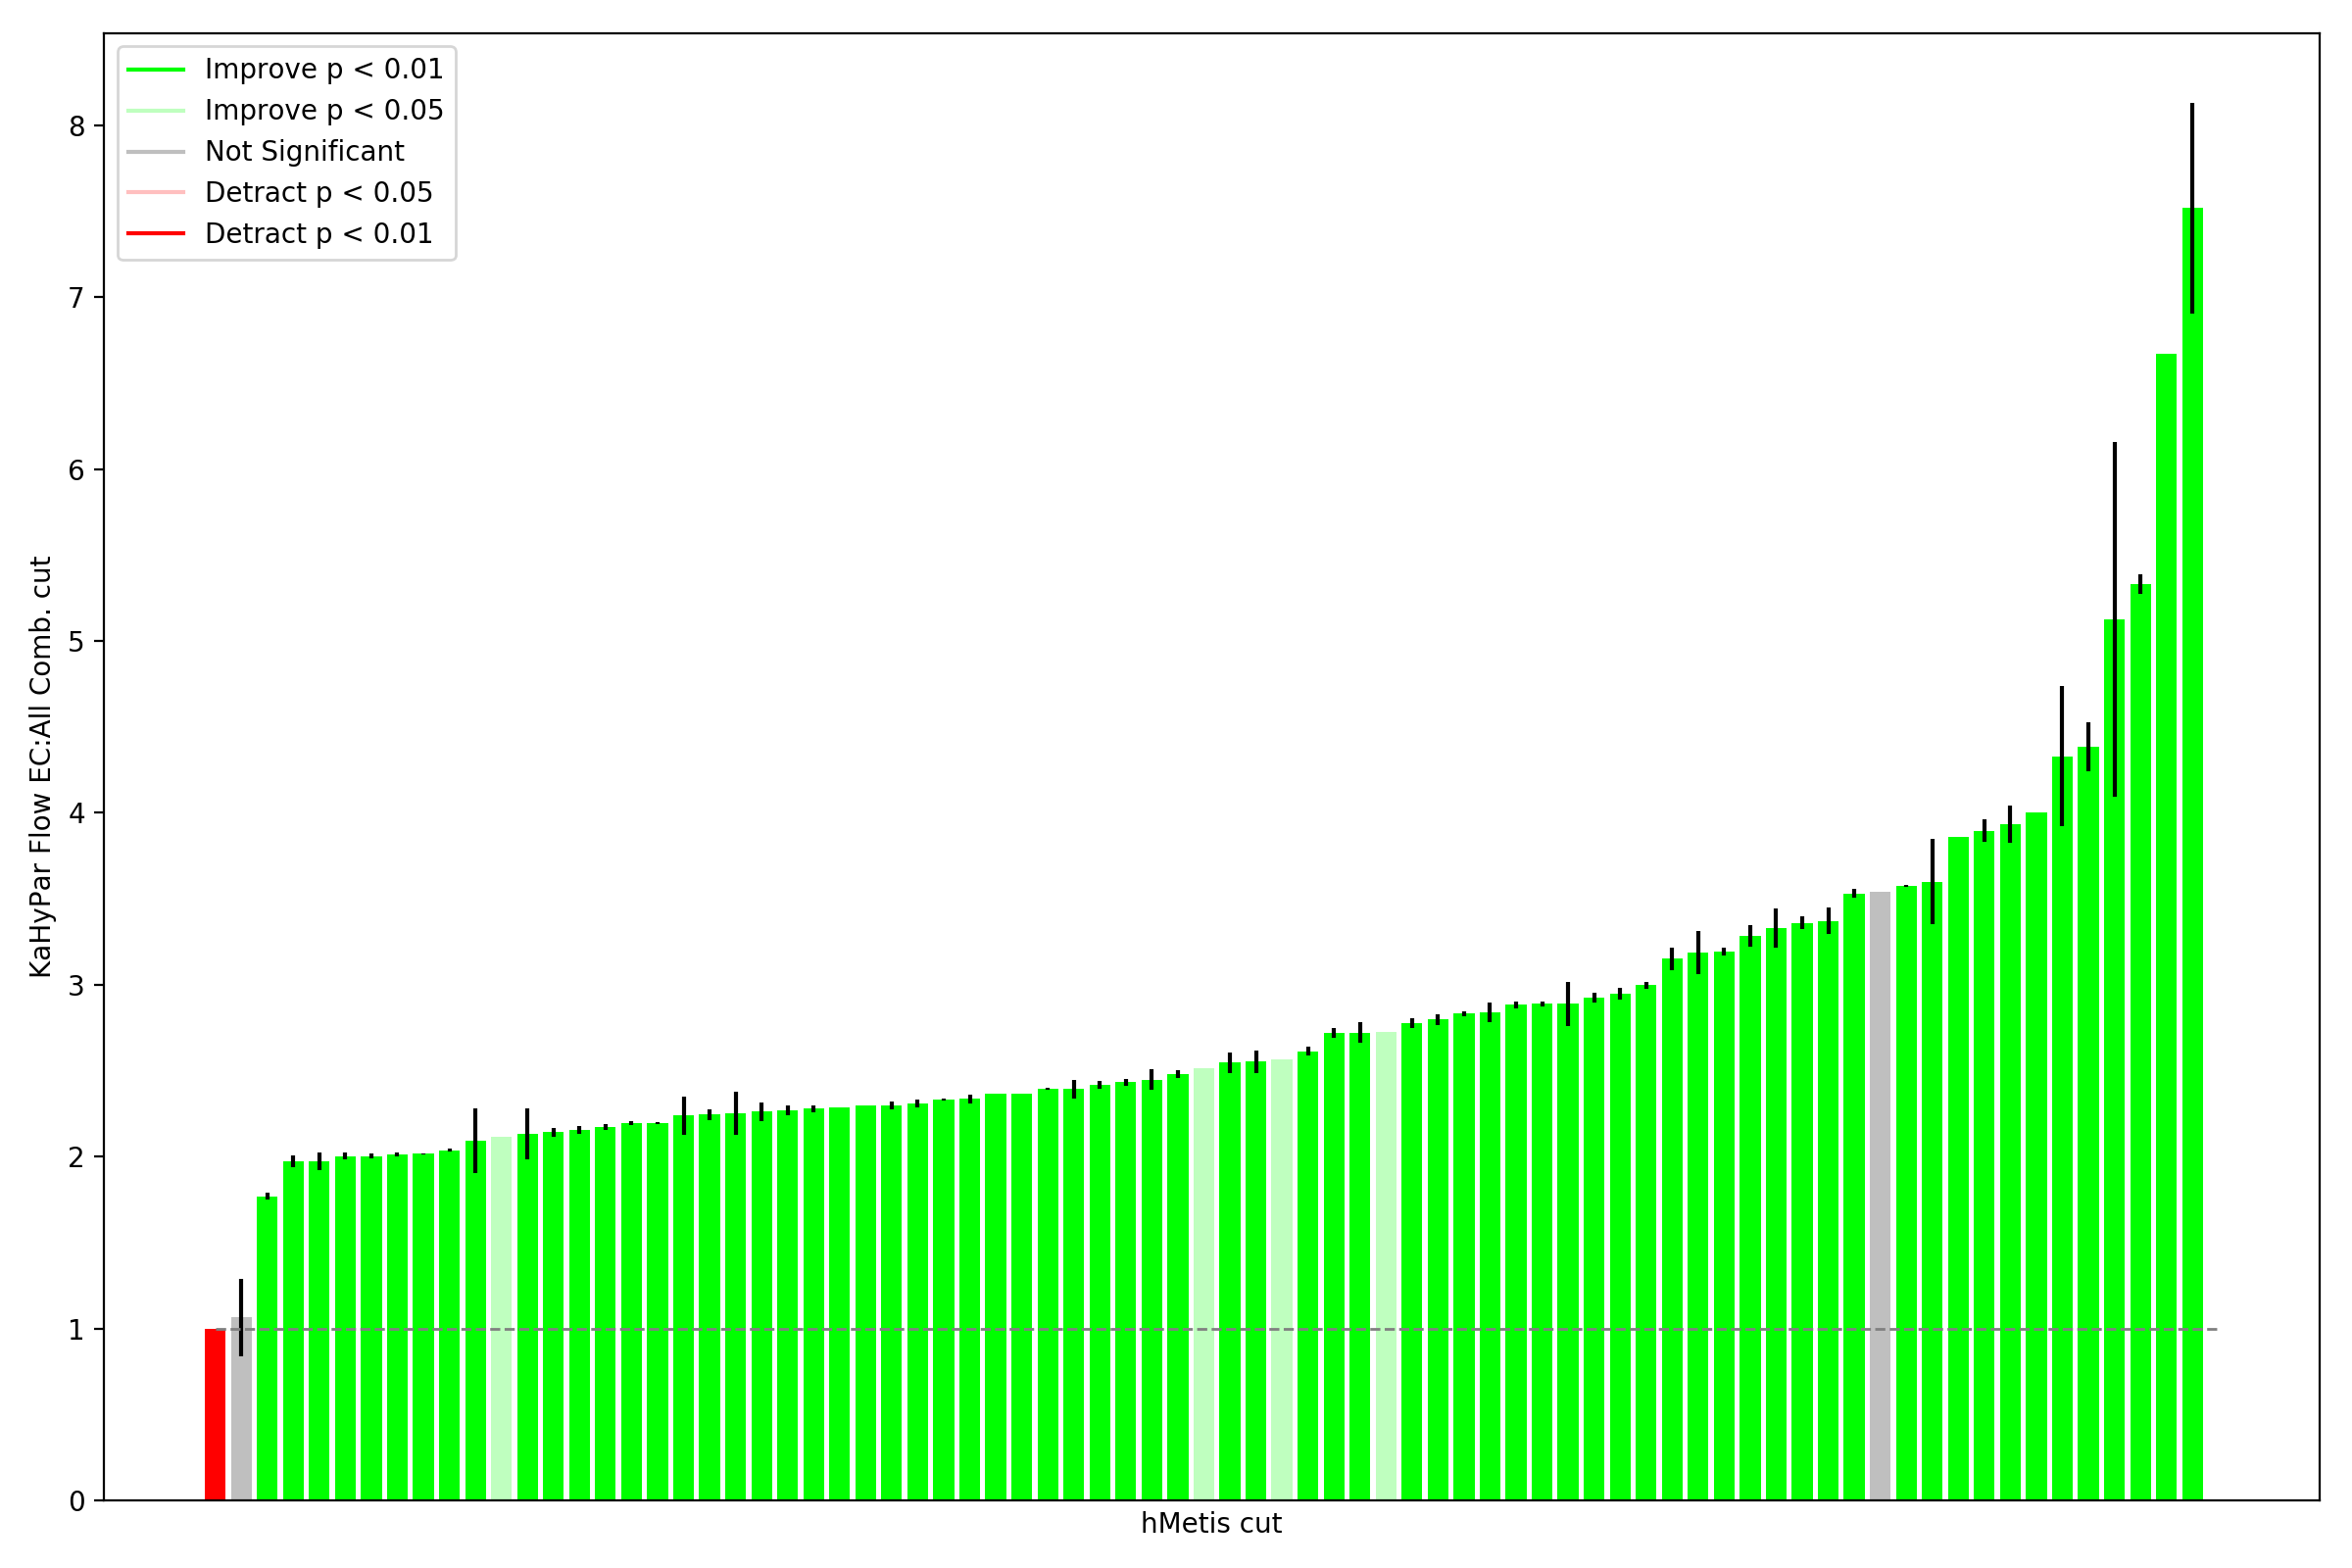 Improve p < 0.01
Improve p < 0.05
Not Significant
Detract p < 0.05
Detract p < 0.01
8
7
6
5
4
3
2
1
0
KaHyPar Flow EC:All Comb. cut
hMetis cut